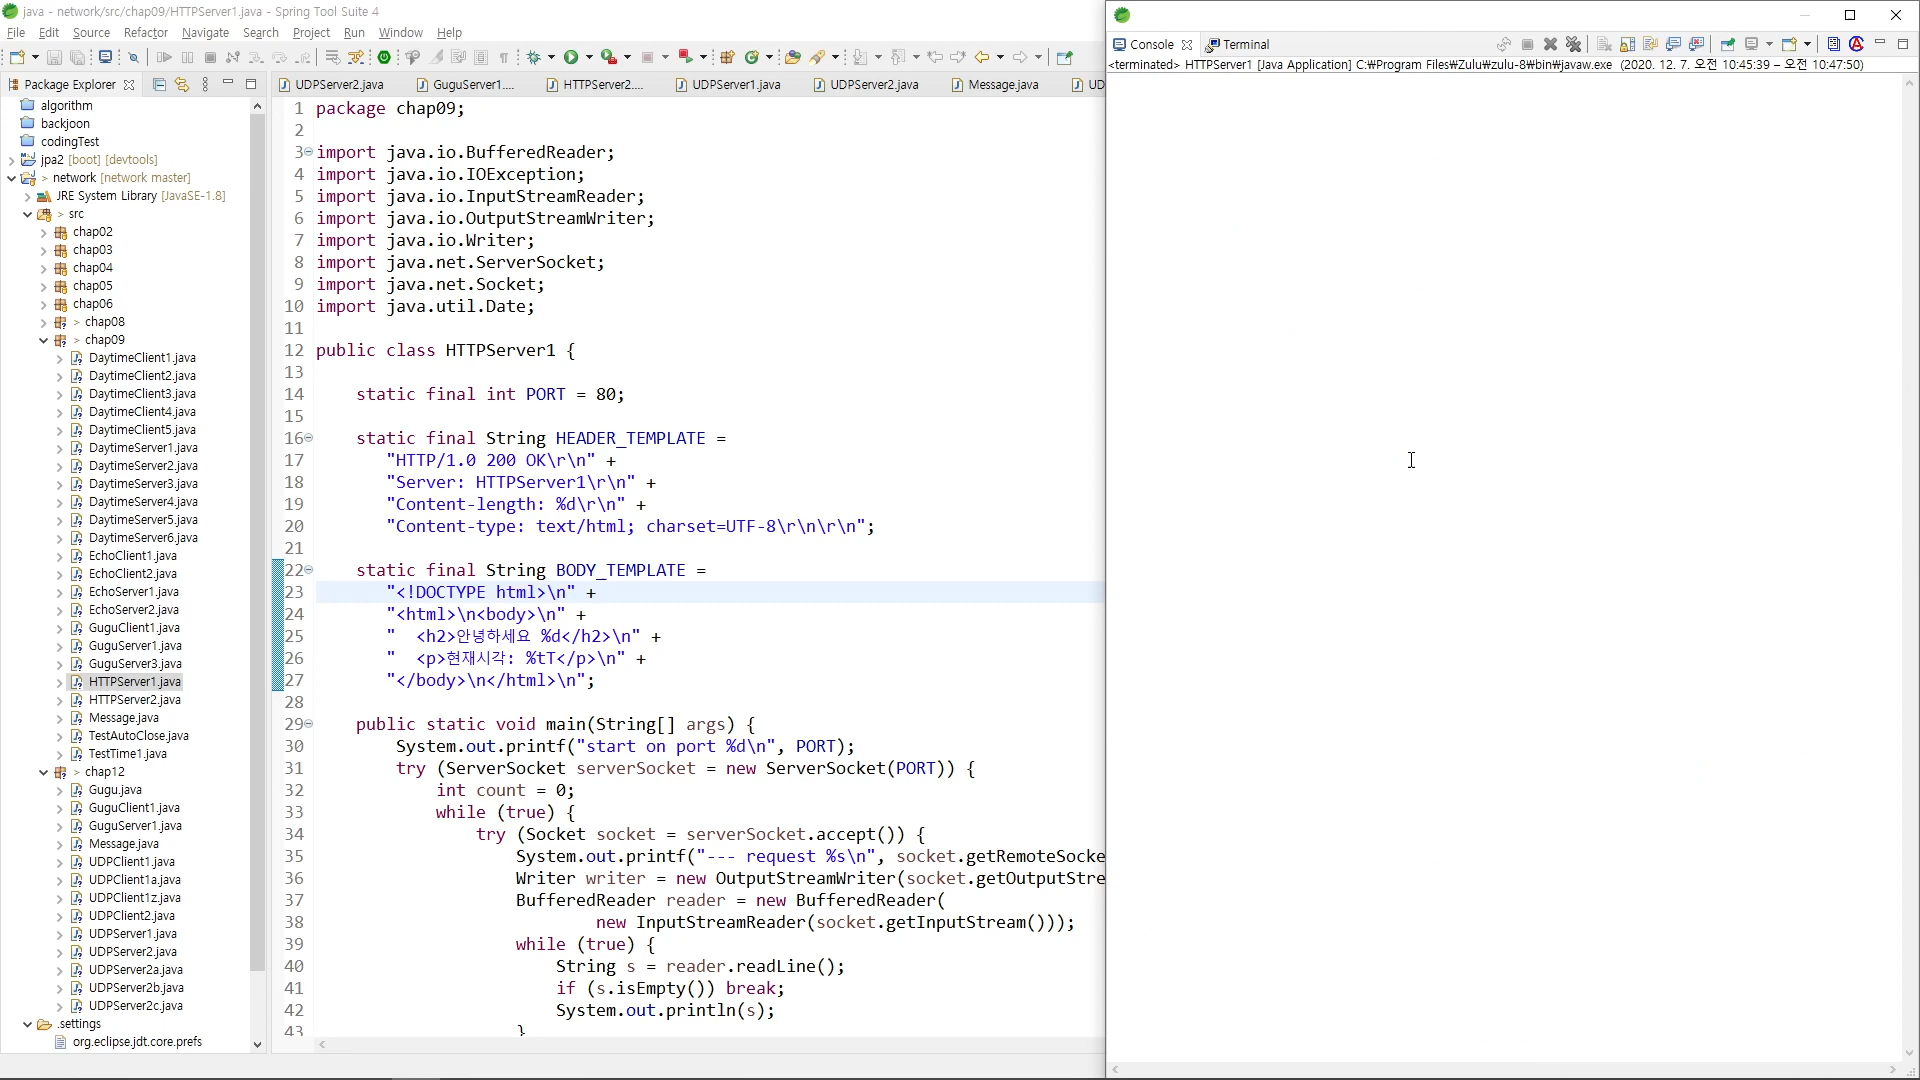 java - network/src/chap09/HTTPServer1.java - Spring Tool Suite 4
File Edit Source Refactor Navigate Search Project Run Window Help
Package Explorer
algorithm
backjoon
codingTest
jpa2 [boot] [devtools]
> network [network master]
JRE System Library [JavaSE-1.8]
> src
chap02
chap03
chap04
chap05
chap06
> chap08
> chap09
DaytimeClient1.java
DaytimeClient2.java
DaytimeClient3.java
DaytimeClient4.java
DaytimeClient5.java
DaytimeServer1.java
DaytimeServer2.java
DaytimeServer3.java
DaytimeServer4.java
DaytimeServer5.java
DaytimeServer6.java
EchoClient1.java
EchoClient2.java
EchoServer1.java
EchoServer2.java
GuguClient1.java
GuguServer1.java
GuguServer3.java
HTTPServer1.java
HTTPServer2.java
Message.java
TestAutoClose.java
TestTime1.java
> chap12
Gugu.java
GuguClient1.java
GuguServer1.java
Message.java
UDPClient1.java
UDPClient1a.java
UDPClient1z.java
UDPClient2.java
UDPServer1.java
UDPServer2.java
UDPServer2a.java
UDPServer2b.java
UDPServer2c.java
.settings
org.eclipse.jdt.core.prefs
UDPServer2.java GuguServer1.... HTTPServer2.... UDPServer1.java UDPServer2.java Message.java UD
1 package chap09;
2
3 import java.io.BufferedReader;
4 import java.io.IOException;
5 import java.io.InputStreamReader;
6 import java.io.OutputStreamWriter;
7 import java.io.Writer;
8 import java.net.ServerSocket;
9 import java.net.Socket;
10 import java.util.Date;
11
12 public class HTTPServer1 {
13
14 static final int PORT = 80;
15
16 static final String HEADER_TEMPLATE =
17 "HTTP/1.0 200 OK\r\n" +
18 "Server: HTTPServer1\r\n" +
19 "Content-length: %d\r\n" +
20 "Content-type: text/html; charset=UTF-8\r\n\r\n";
21
22 static final String BODY_TEMPLATE =
23 "<!DOCTYPE html>\n" +
24 "<html>\n<body>\n" +
25 "  <h2>안녕하세요 %d</h2>\n" +
26 "  <p>현재시각: %tT</p>\n" +
27 "</body>\n</html>\n";
28
29 public static void main(String[] args) {
30 System.out.printf("start on port %d\n", PORT);
31 try (ServerSocket serverSocket = new ServerSocket(PORT)) {
32 int count = 0;
33 while (true) {
34 try (Socket socket = serverSocket.accept()) {
35 System.out.printf("--- request %s\n", socket.getRemoteSocke
36 Writer writer = new OutputStreamWriter(socket.getOutputStre
37 BufferedReader reader = new BufferedReader(
38 new InputStreamReader(socket.getInputStream()));
39 while (true) {
40 String s = reader.readLine();
41 if (s.isEmpty()) break;
42 System.out.println(s);
43 }
Console Terminal
<terminated> HTTPServer1 [Java Application] C:₩Program Files₩Zulu₩zulu-8₩bin₩javaw.exe (2020. 12. 7. 오전 10:45:39 – 오전 10:47:50)